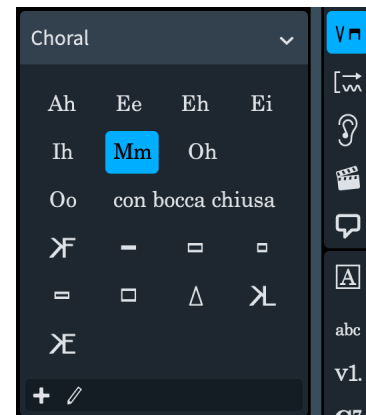 Choral
Ah Ee Eh Ei
Ih Mm Oh
Oo con bocca chiusa
A
abc
v1.